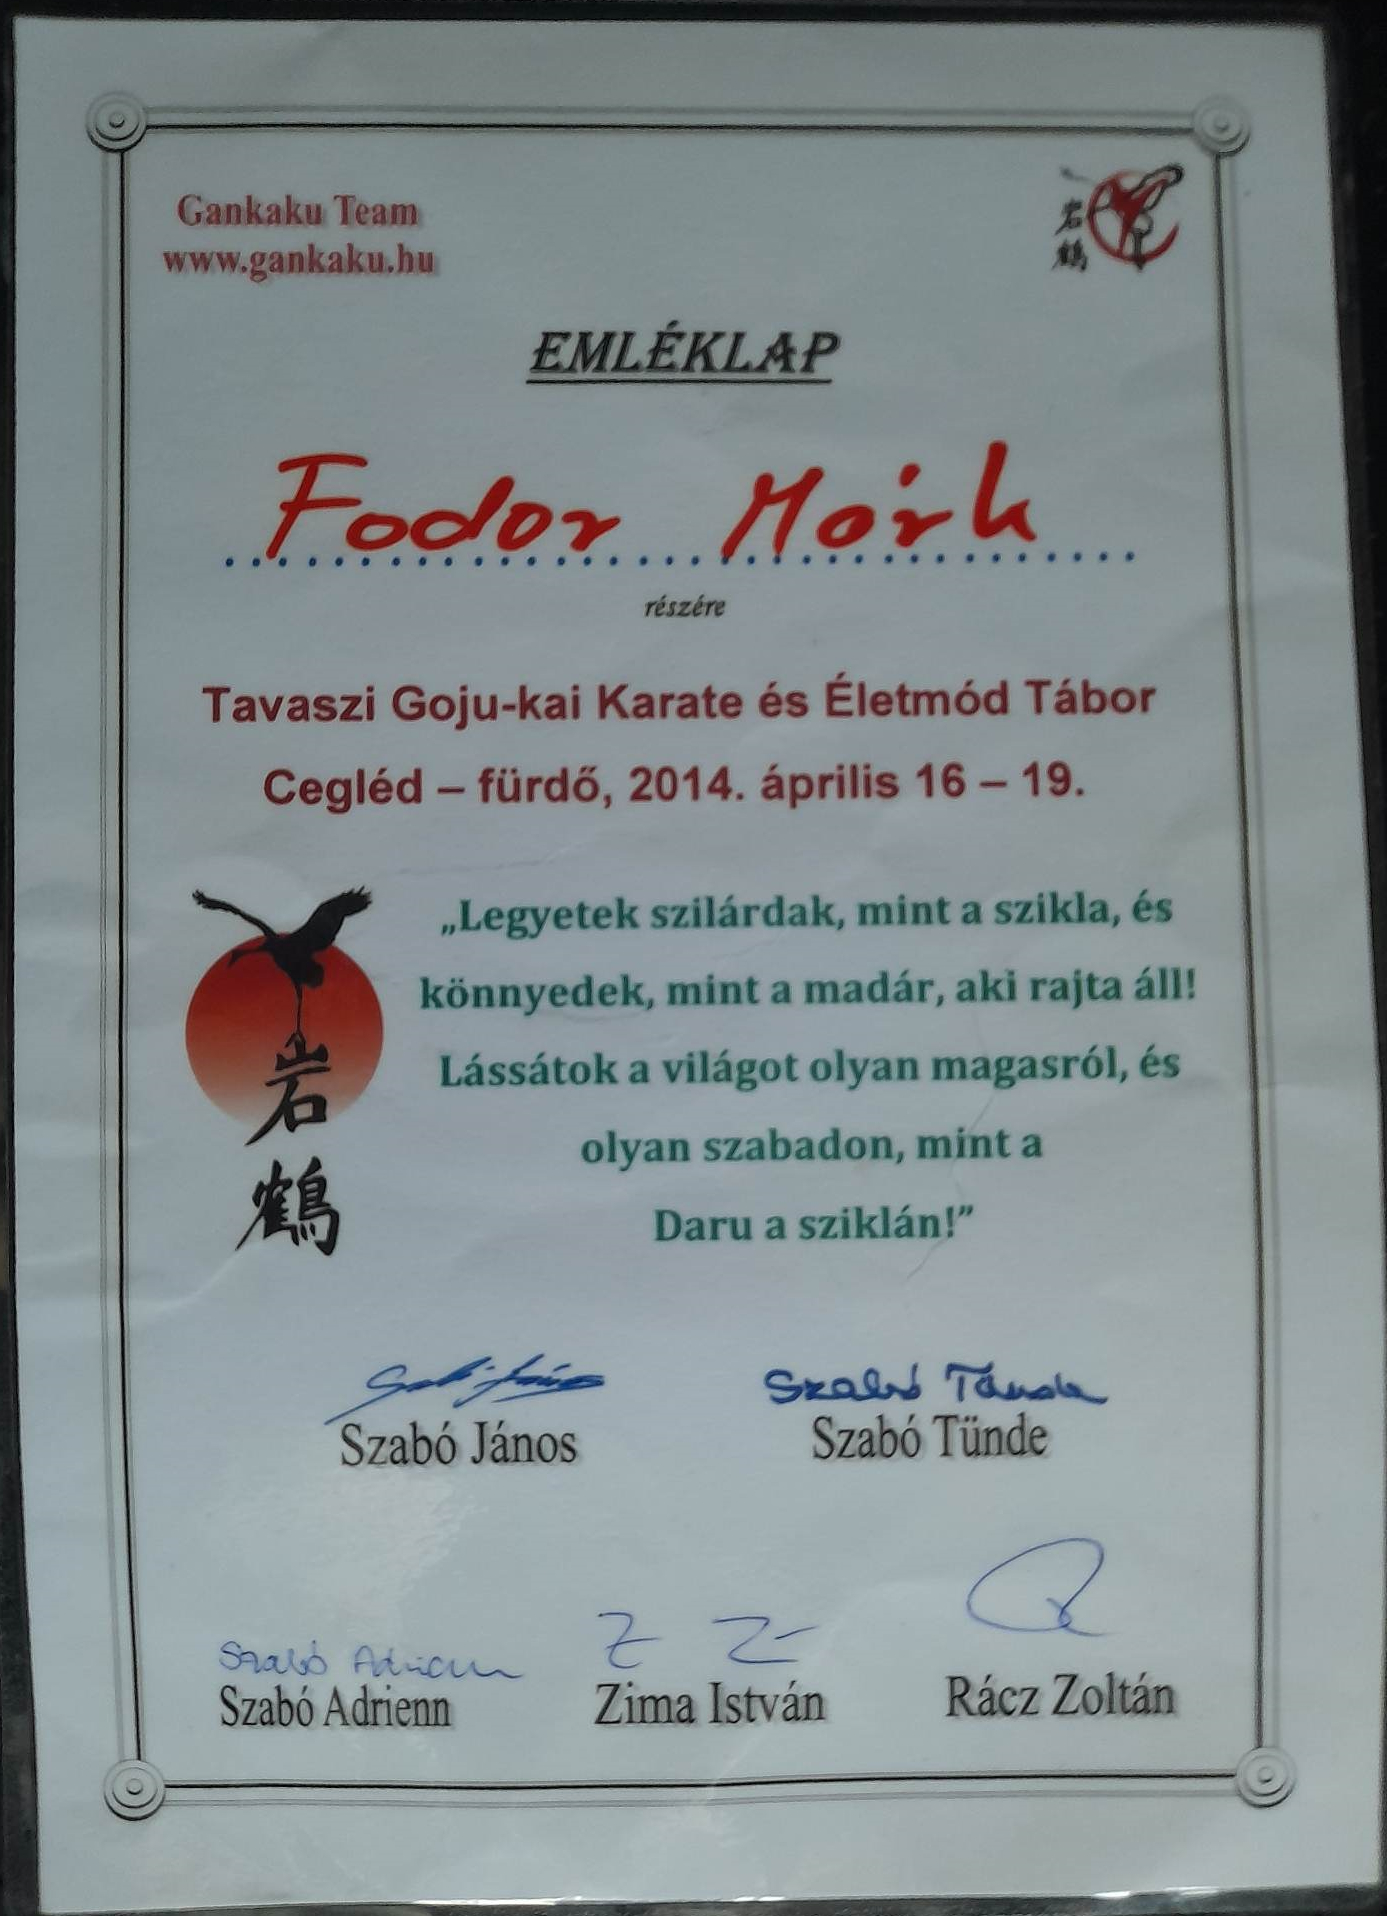 Gankaku Team
www.gankaku.hu
岩
鶴
EMLÉKLAP
Fodor Márk
részére
Tavaszi Goju-kai Karate és Életmód Tábor
Cegléd – fürdő, 2014. április 16 – 19.
„Legyetek szilárdak, mint a szikla, és
könnyedek, mint a madár, aki rajta áll!
Lássátok a világot olyan magasról, és
olyan szabadon, mint a
Daru a sziklán!”
岩
鶴
Szabó Tünde
Szabó János
Szabó Tünde
Szabó Adrienn
Szabó Adrienn
Zima István
Rácz Zoltán